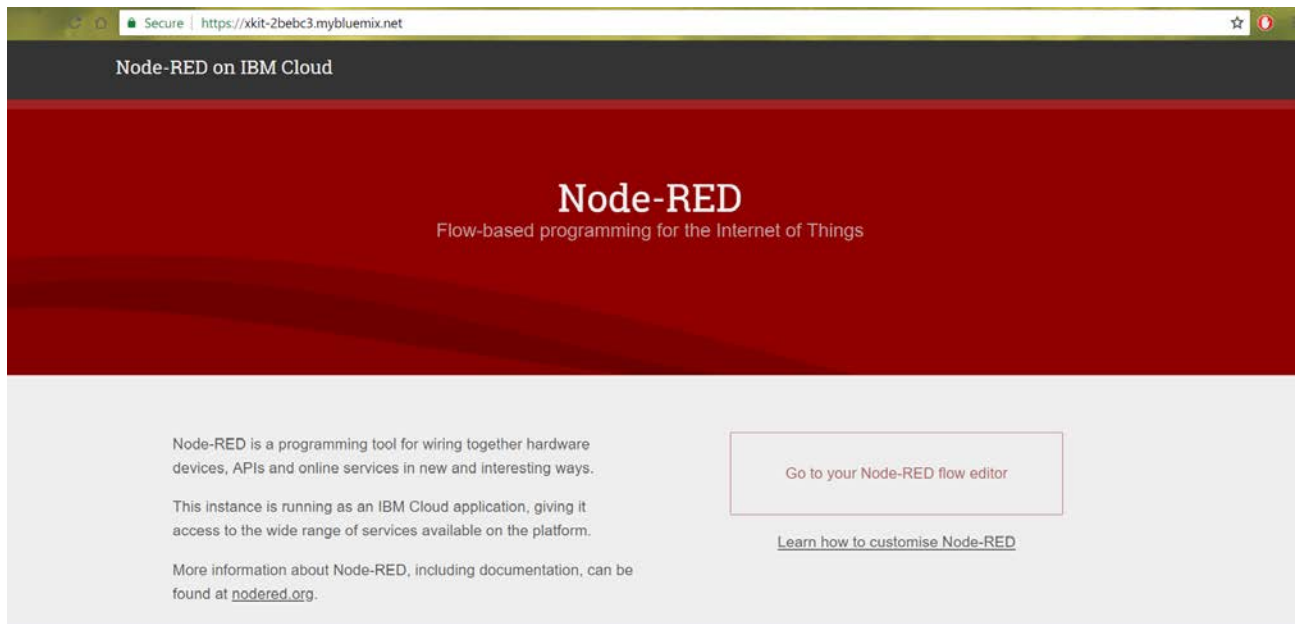 Secure | https://xkit-2bebc3.mybluemix.net
Node-RED on IBM Cloud
Node-RED
Flow-based programming for the Internet of Things
Node-RED is a programming tool for wiring together hardware
devices, APIs and online services in new and interesting ways.
This instance is running as an IBM Cloud application, giving it
access to the wide range of services available on the platform.
More information about Node-RED, including documentation, can be
found at nodered.org.
Go to your Node-RED flow editor
Learn how to customise Node-RED